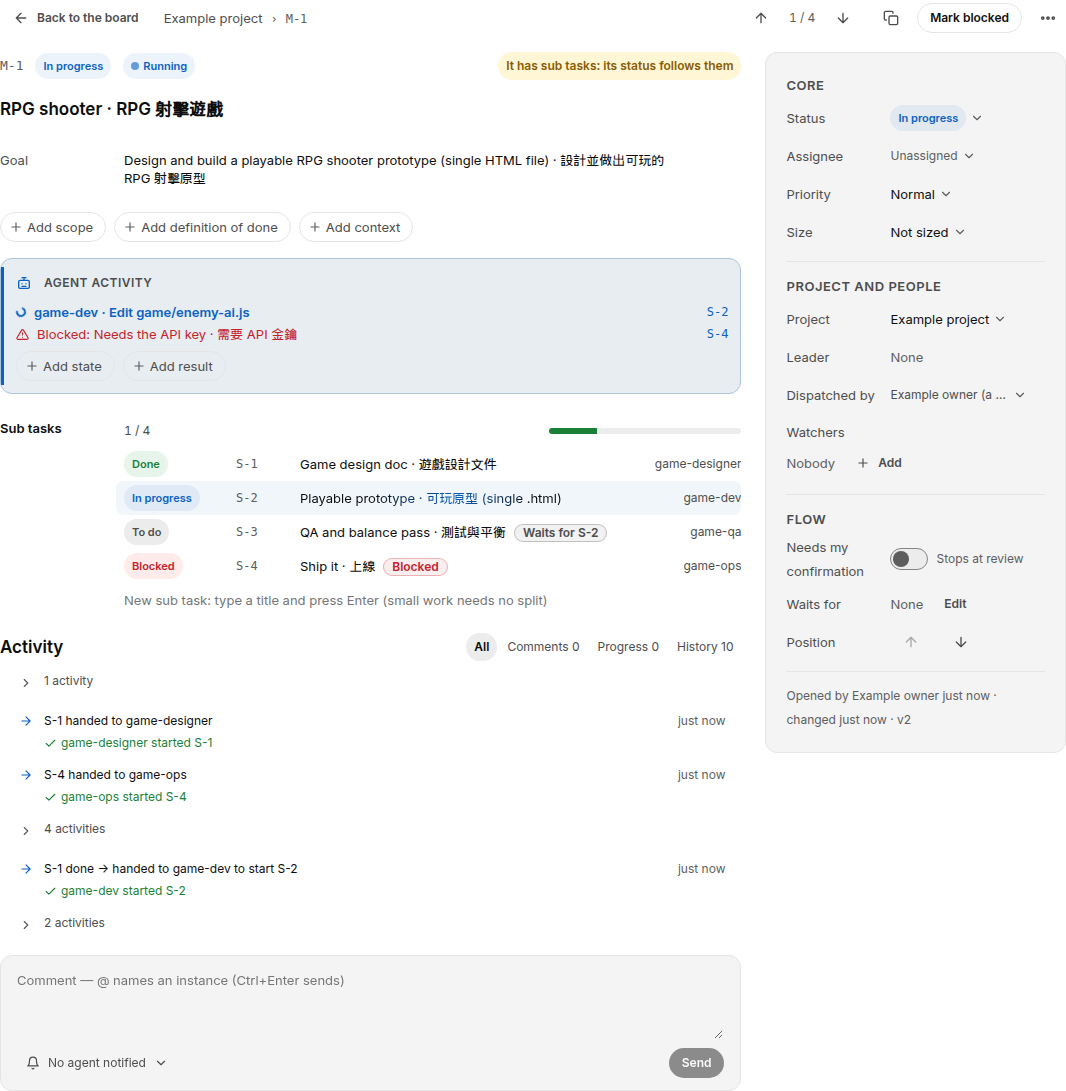 Back to the board
Example project › M-1
1 / 4
Mark blocked
M-1
In progress
Running
It has sub tasks: its status follows them
RPG shooter · RPG 射擊遊戲
Goal
Design and build a playable RPG shooter prototype (single HTML file) · 設計並做出可玩的
RPG 射擊原型
Add scope
Add definition of done
Add context
AGENT ACTIVITY
game-dev · Edit game/enemy-ai.js
S-2
Blocked: Needs the API key · 需要 API 金鑰
S-4
Add state
Add result
Sub tasks
1 / 4
Done
S-1
Game design doc · 遊戲設計文件
game-designer
In progress
S-2
Playable prototype · 可玩原型 (single .html)
game-dev
To do
S-3
QA and balance pass · 測試與平衡
Waits for S-2
game-qa
Blocked
S-4
Ship it · 上線
Blocked
game-ops
New sub task: type a title and press Enter (small work needs no split)
Activity
All
Comments 0
Progress 0
History 10
1 activity
S-1 handed to game-designer
just now
game-designer started S-1
S-4 handed to game-ops
just now
game-ops started S-4
4 activities
S-1 done → handed to game-dev to start S-2
just now
game-dev started S-2
2 activities
Comment — @ names an instance (Ctrl+Enter sends)
No agent notified
Send
CORE
Status
In progress
Assignee
Unassigned
Priority
Normal
Size
Not sized
PROJECT AND PEOPLE
Project
Example project
Leader
None
Dispatched by
Example owner (a ...
Watchers
Nobody
Add
FLOW
Needs my
confirmation
Stops at review
Waits for
None
Edit
Position
Opened by Example owner just now ·
changed just now · v2